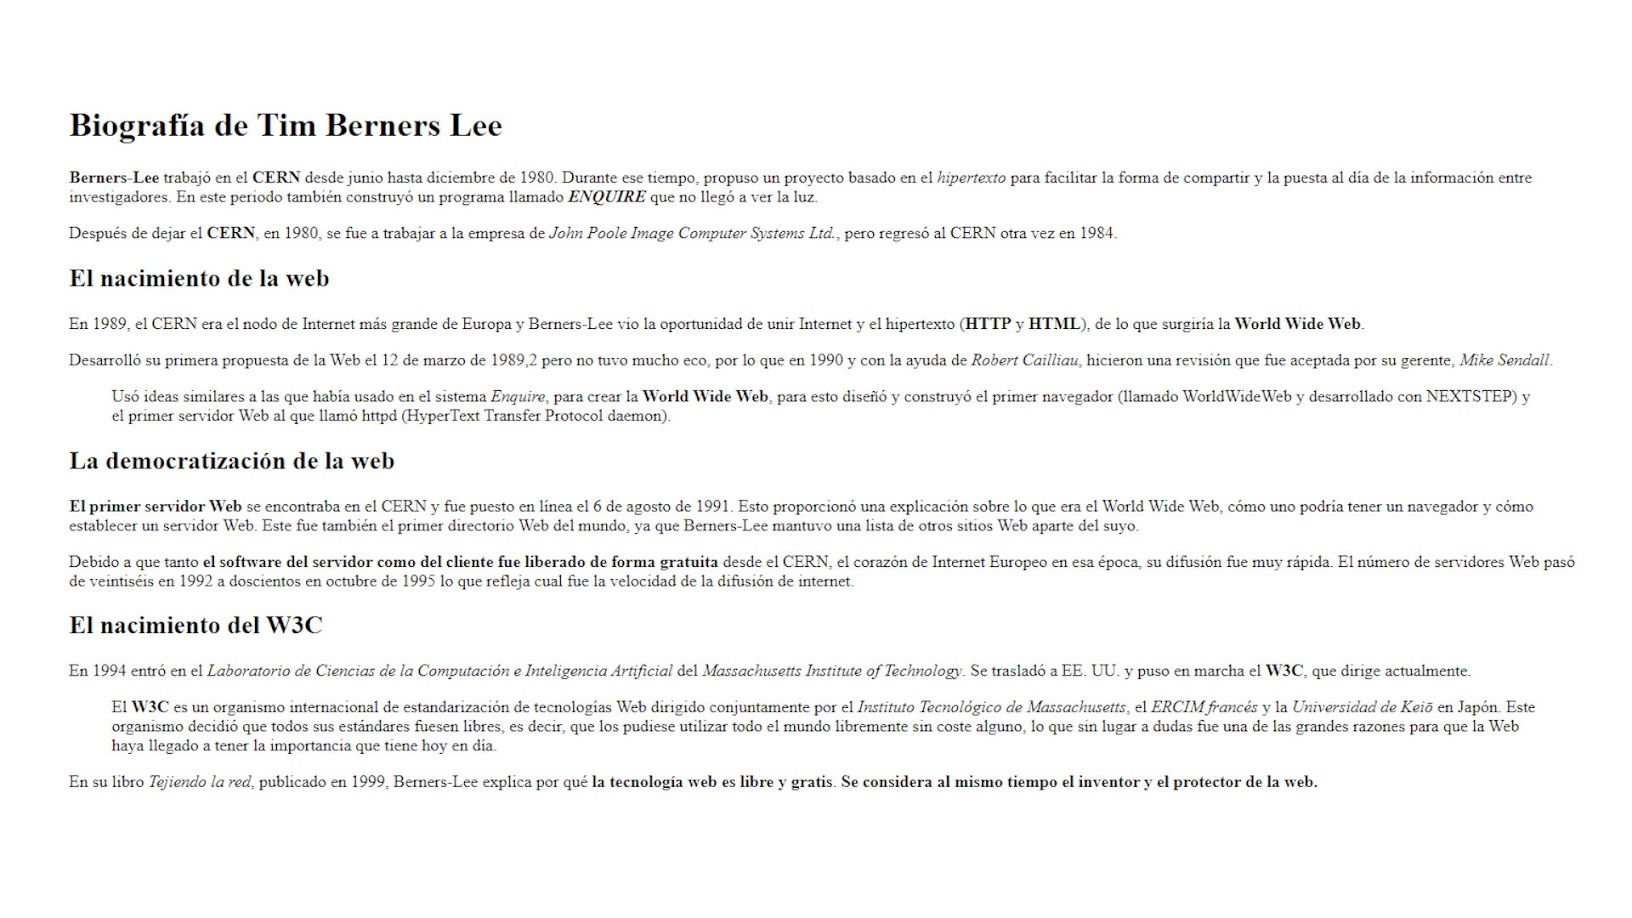 Biografía de Tim Berners Lee
Berners-Lee trabajó en el CERN desde junio hasta diciembre de 1980. Durante ese tiempo, propuso un proyecto basado en el hipertexto para facilitar la forma de compartir y la puesta al día de la información entre
investigadores. En este periodo también construyó un programa llamado ENQUIRE que no llegó a ver la luz.
Después de dejar el CERN, en 1980, se fue a trabajar a la empresa de John Poole Image Computer Systems Ltd., pero regresó al CERN otra vez en 1984.
El nacimiento de la web
En 1989, el CERN era el nodo de Internet más grande de Europa y Berners-Lee vio la oportunidad de unir Internet y el hipertexto (HTTP y HTML), de lo que surgiría la World Wide Web.
Desarrolló su primera propuesta de la Web el 12 de marzo de 1989,2 pero no tuvo mucho eco, por lo que en 1990 y con la ayuda de Robert Cailliau, hicieron una revisión que fue aceptada por su gerente, Mike Sendall.
Usó ideas similares a las que había usado en el sistema Enquire, para crear la World Wide Web, para esto diseñó y construyó el primer navegador (llamado WorldWideWeb y desarrollado con NEXTSTEP) y
el primer servidor Web al que llamó httpd (HyperText Transfer Protocol daemon).
La democratización de la web
El primer servidor Web se encontraba en el CERN y fue puesto en línea el 6 de agosto de 1991. Esto proporcionó una explicación sobre lo que era el World Wide Web, cómo uno podría tener un navegador y cómo
establecer un servidor Web. Este fue también el primer directorio Web del mundo, ya que Berners-Lee mantuvo una lista de otros sitios Web aparte del suyo.
Debido a que tanto el software del servidor como del cliente fue liberado de forma gratuita desde el CERN, el corazón de Internet Europeo en esa época, su difusión fue muy rápida. El número de servidores Web pasó
de veintiséis en 1992 a doscientos en octubre de 1995 lo que refleja cual fue la velocidad de la difusión de internet.
El nacimiento del W3C
En 1994 entró en el Laboratorio de Ciencias de la Computación e Inteligencia Artificial del Massachusetts Institute of Technology. Se trasladó a EE. UU. y puso en marcha el W3C, que dirige actualmente.
El W3C es un organismo internacional de estandarización de tecnologías Web dirigido conjuntamente por el Instituto Tecnológico de Massachusetts, el ERCIM francés y la Universidad de Keiō en Japón. Este
organismo decidió que todos sus estándares fuesen libres, es decir, que los pudiese utilizar todo el mundo libremente sin coste alguno, lo que sin lugar a dudas fue una de las grandes razones para que la Web
haya llegado a tener la importancia que tiene hoy en día.
En su libro Tejiendo la red, publicado en 1999, Berners-Lee explica por qué la tecnología web es libre y gratis. Se considera al mismo tiempo el inventor y el protector de la web.